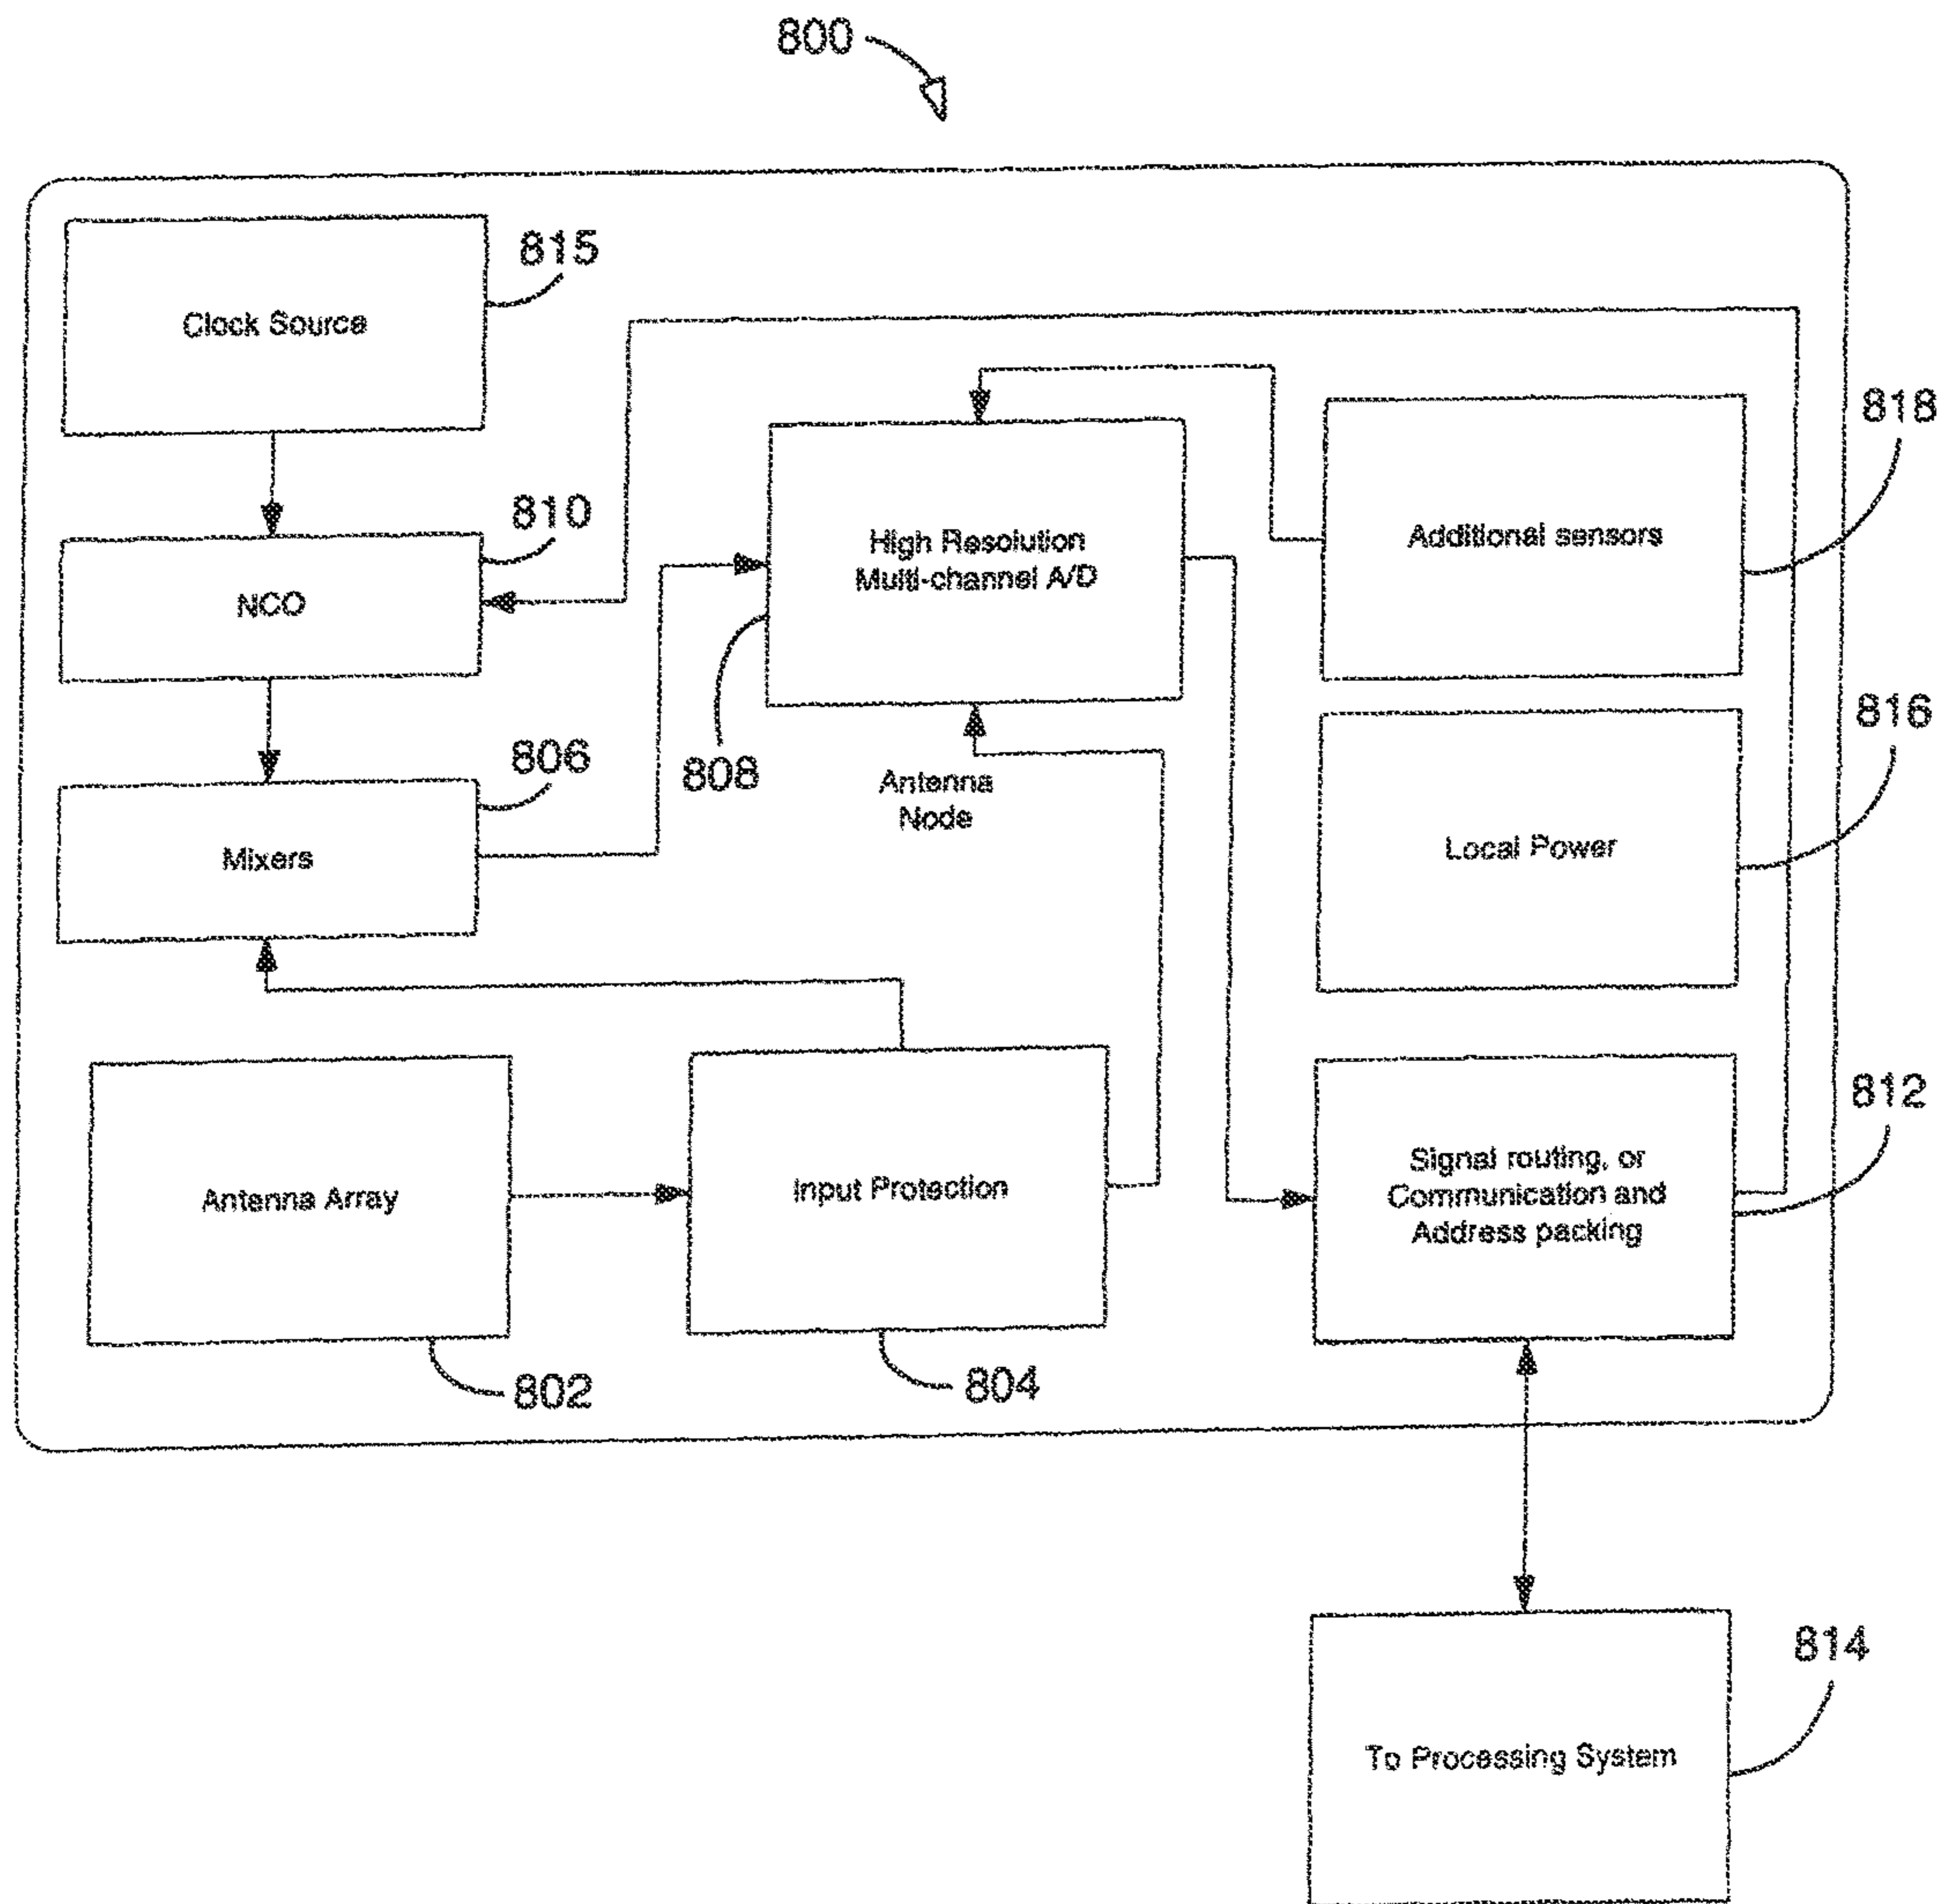 800
Clock Source
815
818
810
High Resolution
Multi-channel A/D
Additional sensors
NCO
816
806
808
Antenna
Node
Local Power
Mixers
812
Signal routing, or
Communication and
Address packing
Antenna Array
Input Protection
802
804
814
To Processing System